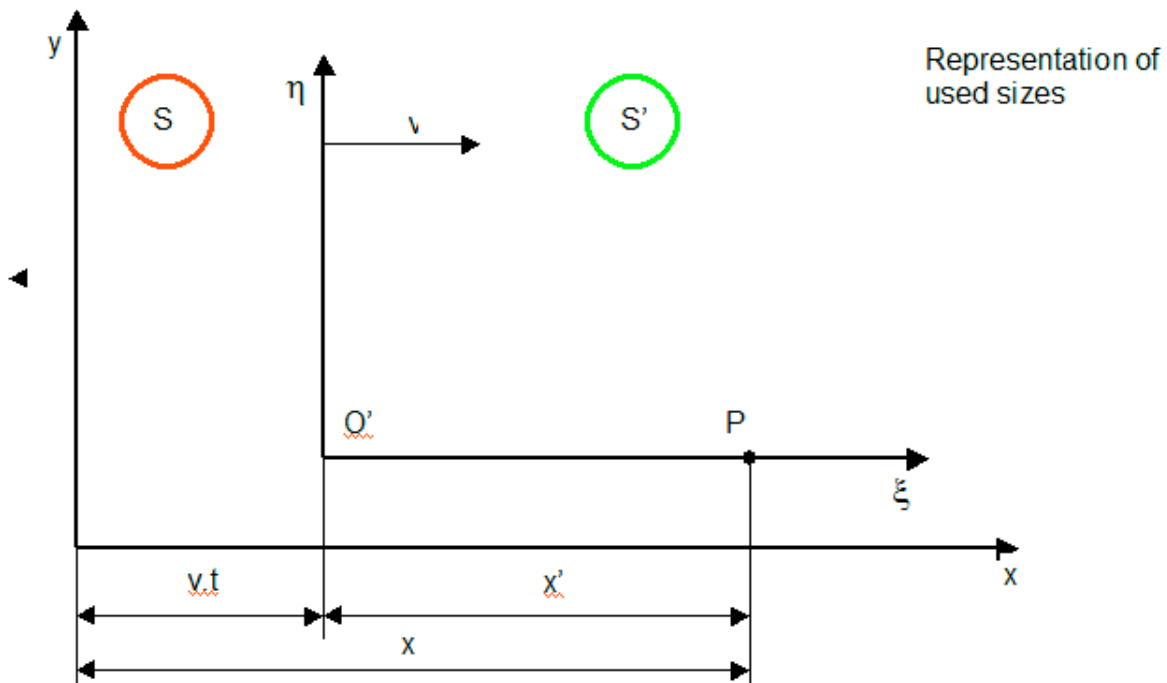 y
S
η
v
S’
Representation of
used sizes
O’
P
ξ
x
v.t
x’
x